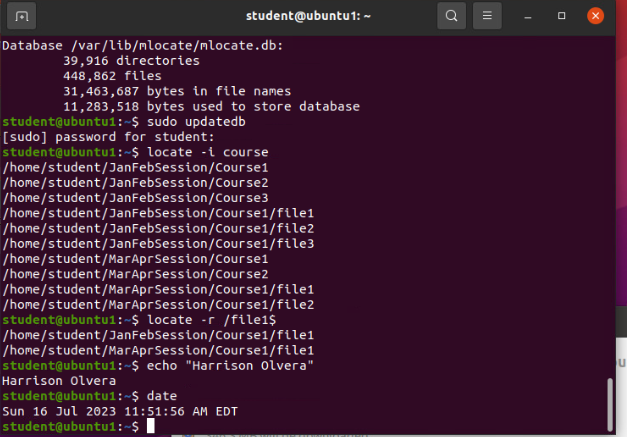 student@ubuntu1: ~
Database /var/lib/mlocate/mlocate.db:
39,916 directories
448,862 files
31,463,687 bytes in file names
11,283,518 bytes used to store database
student@ubuntu1:~$ sudo updatedb
[sudo] password for student:
student@ubuntu1:~$ locate -i course
/home/student/JanFebSession/Course1
/home/student/JanFebSession/Course2
/home/student/JanFebSession/Course3
/home/student/JanFebSession/Course1/file1
/home/student/JanFebSession/Course1/file2
/home/student/JanFebSession/Course1/file3
/home/student/MarAprSession/Course1
/home/student/MarAprSession/Course2
/home/student/MarAprSession/Course1/file1
/home/student/MarAprSession/Course1/file2
student@ubuntu1:~$ locate -r /file1$
/home/student/JanFebSession/Course1/file1
/home/student/MarAprSession/Course1/file1
student@ubuntu1:~$ echo "Harrison Olvera"
Harrison Olvera
student@ubuntu1:~$ date
Sun 16 Jul 2023 11:51:56 AM EDT
student@ubuntu1:~$